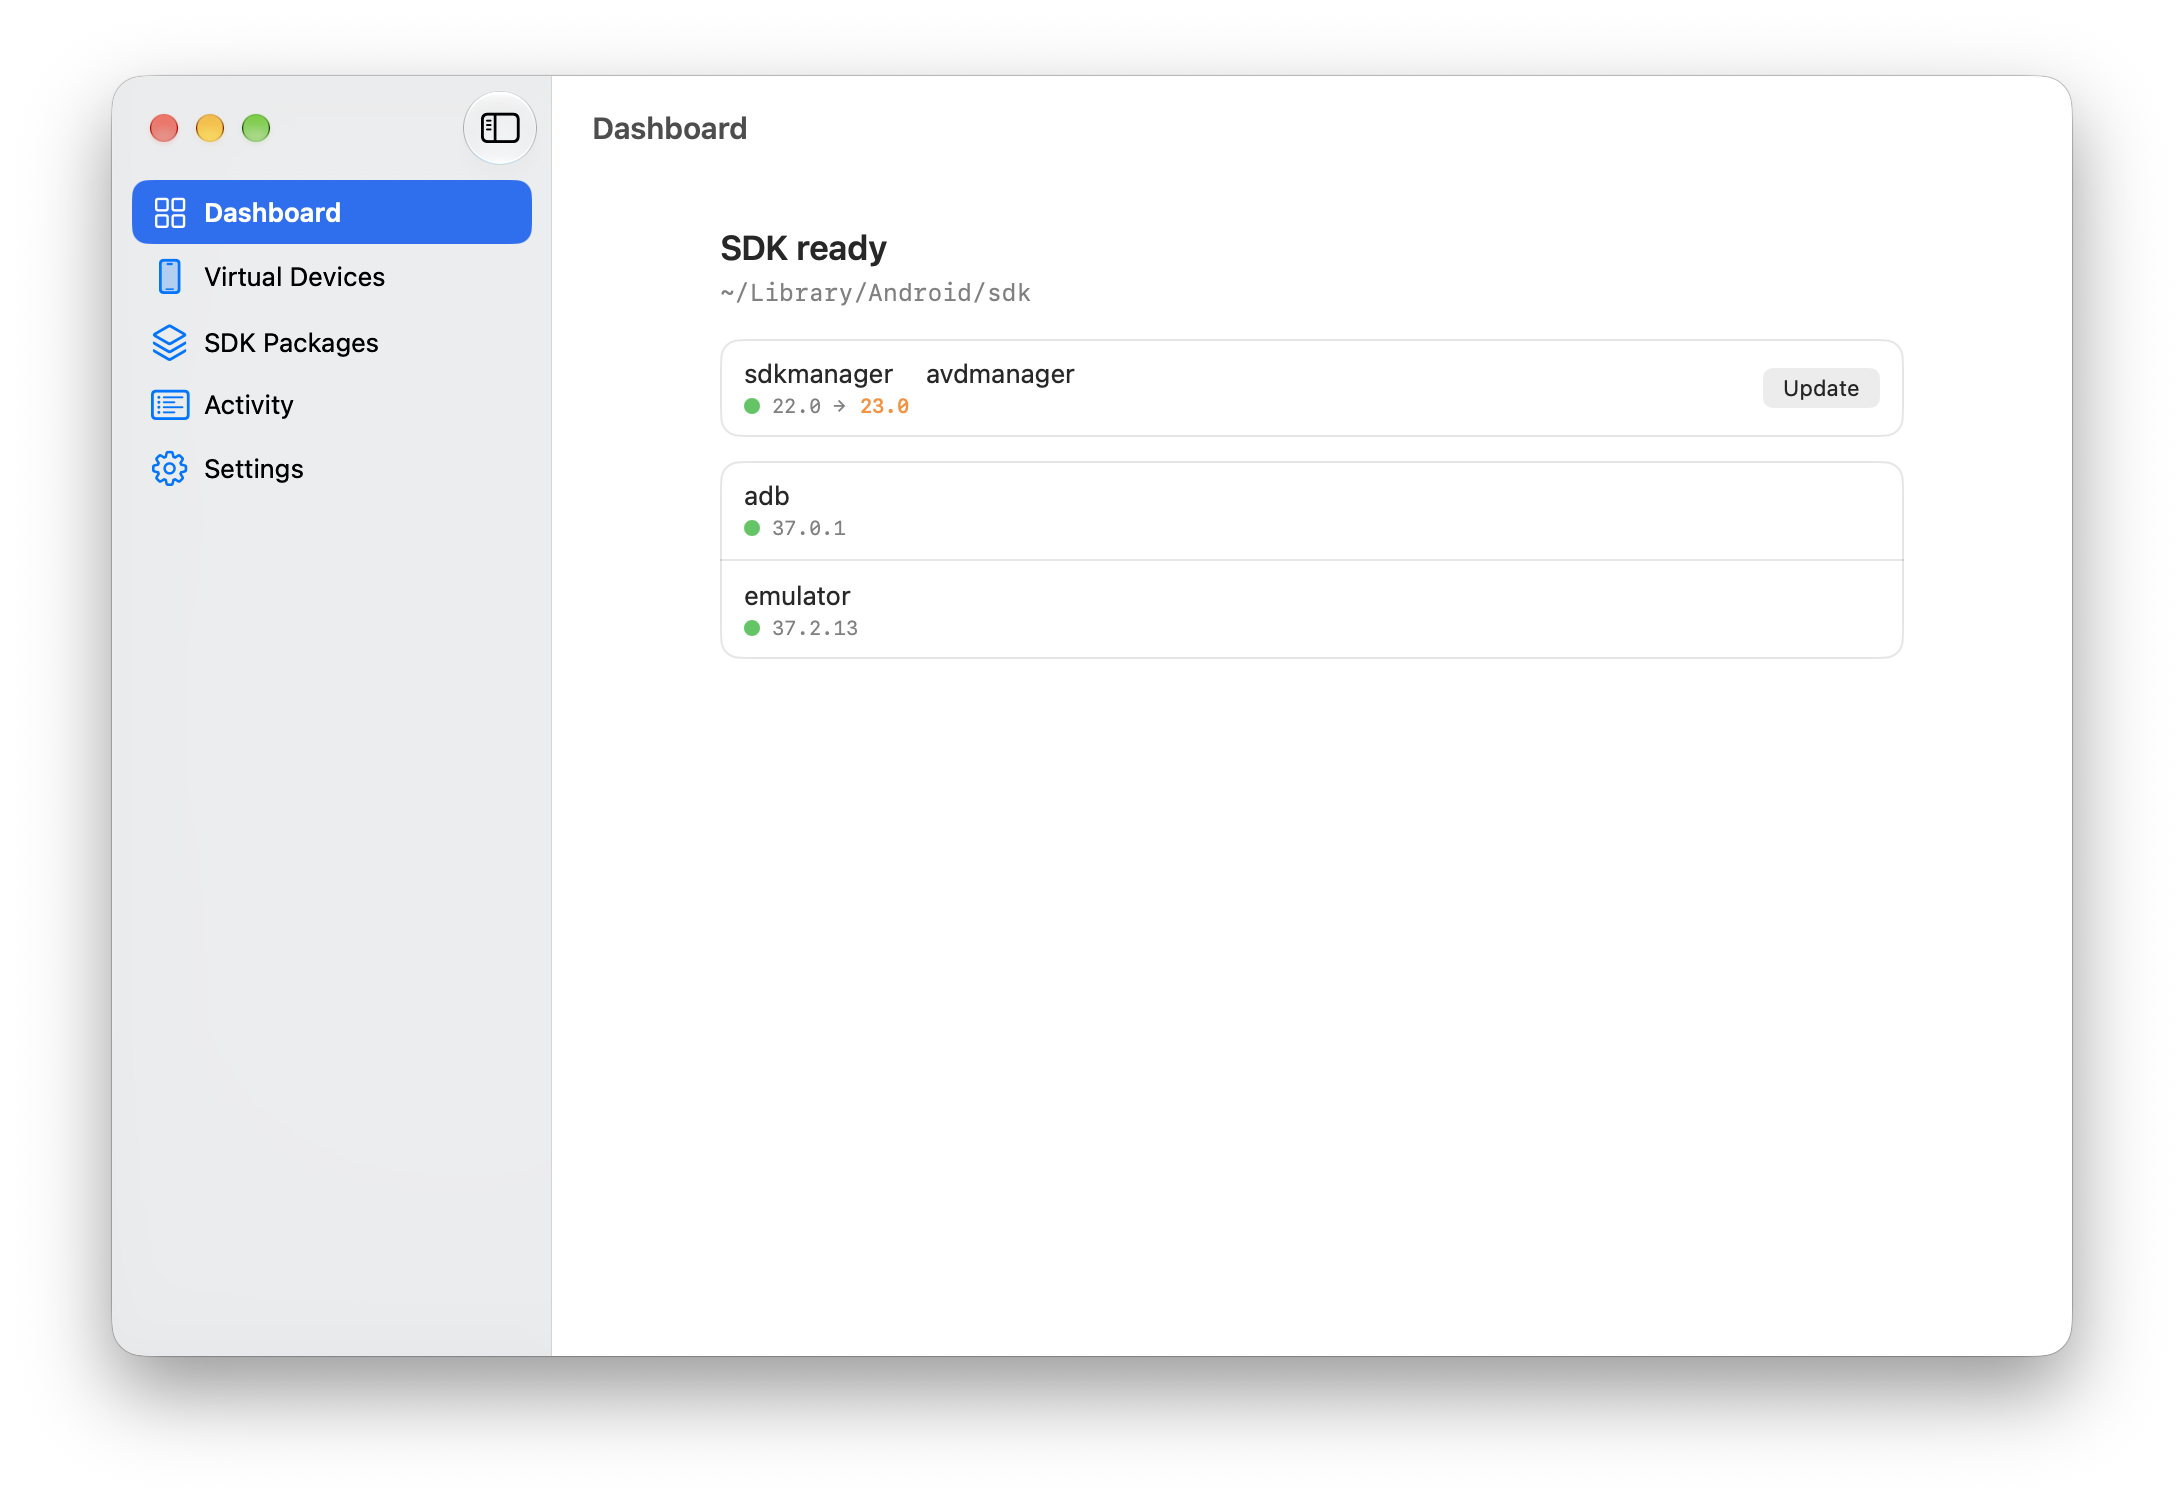 Dashboard
Virtual Devices
SDK Packages
Activity
Settings
Dashboard
SDK ready
~/Library/Android/sdk
sdkmanager avdmanager
22.0 → 23.0
Update
adb
37.0.1
emulator
37.2.13